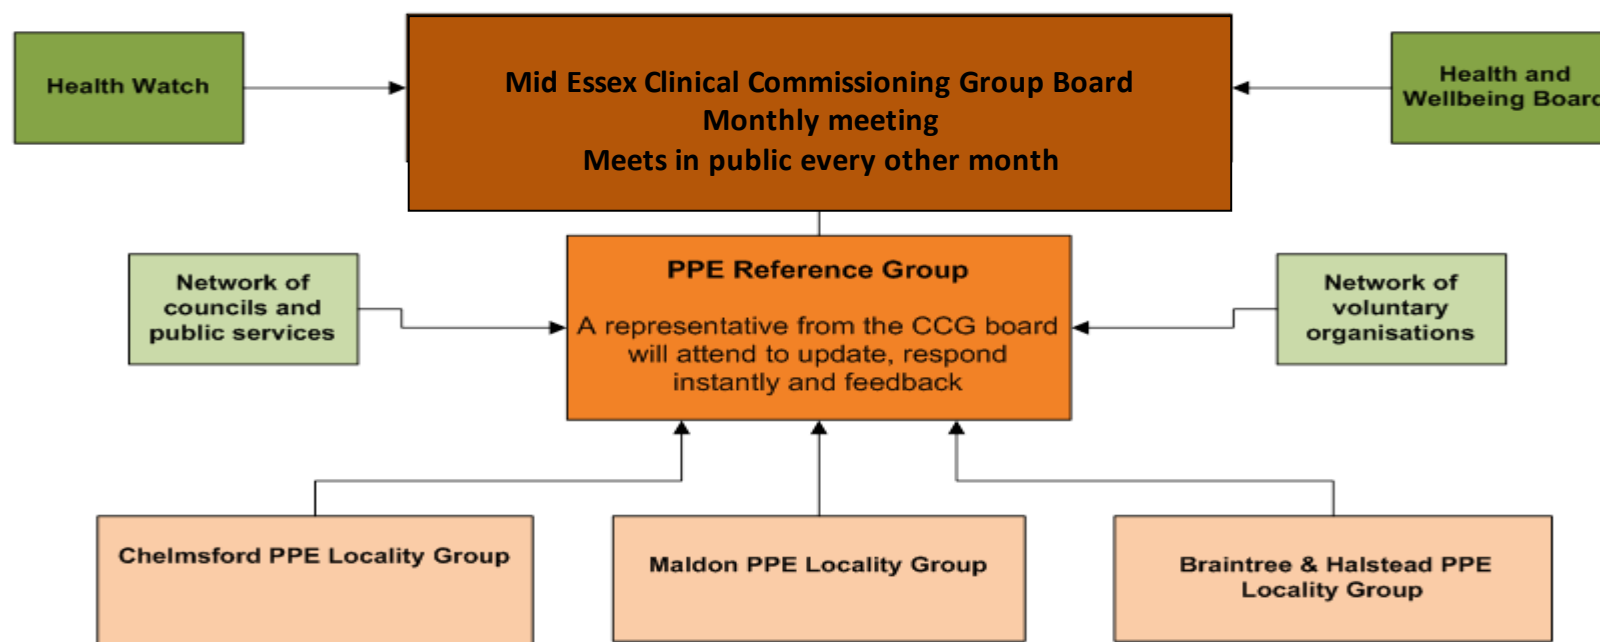 Health Watch
Mid Essex Clinical Commissioning Group Board
Monthly meeting
Meets in public every other month
Health and
Wellbeing Board
Network of
councils and
public services
PPE Reference Group
A representative from the CCG board
will attend to update, respond
instantly and feedback
Network of
voluntary
organisations
Chelmsford PPE Locality Group
Maldon PPE Locality Group
Braintree & Halstead PPE
Locality Group